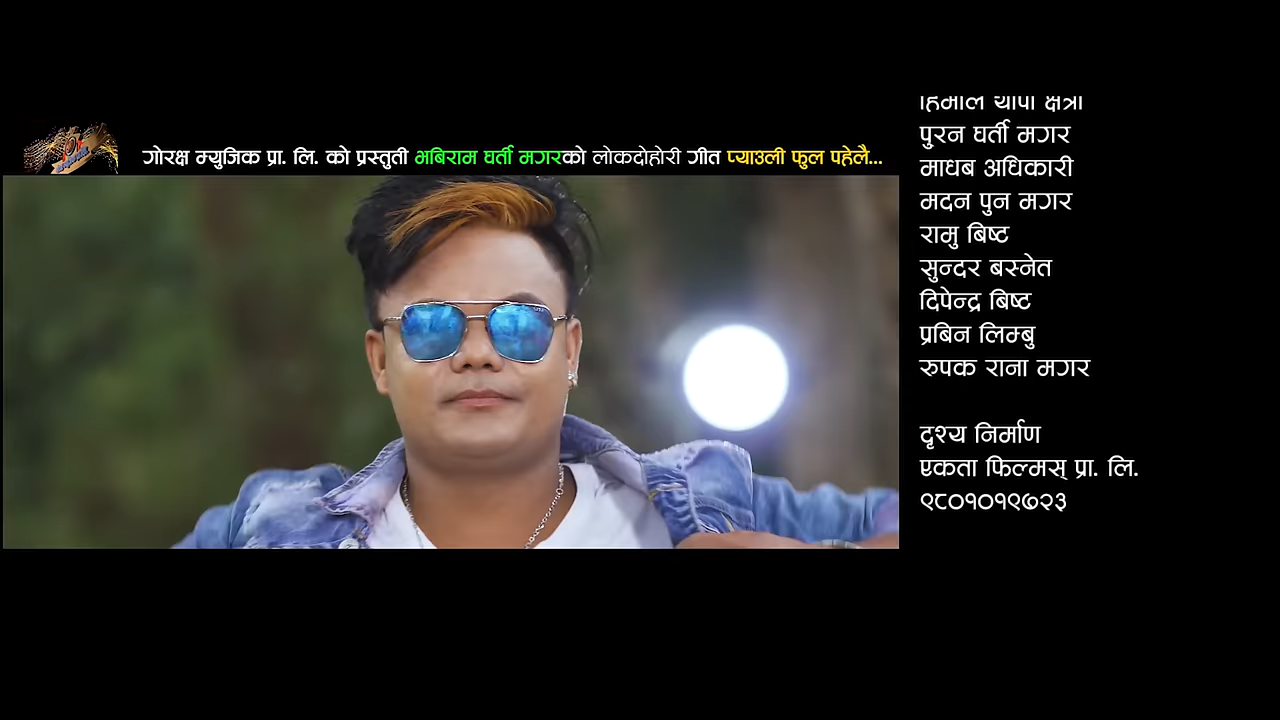 गोरक्ष म्युजिक प्रा. लि. को प्रस्तुती भबिराम घर्ती मगरको लोकदोहोरी गीत प्याउली फुल पहेलै...
हिमाल थापा क्षेत्री
पुरन घर्ती मगर
माधब अधिकारी
मदन पुन मगर
रामु बिष्ट
सुन्दर बस्नेत
दिपेन्द्र बिष्ट
प्रबिन लिम्बु
रुपक राना मगर
दृश्य निर्माण
एकता फिल्मस् प्रा. लि.
९८०१०१९७२३